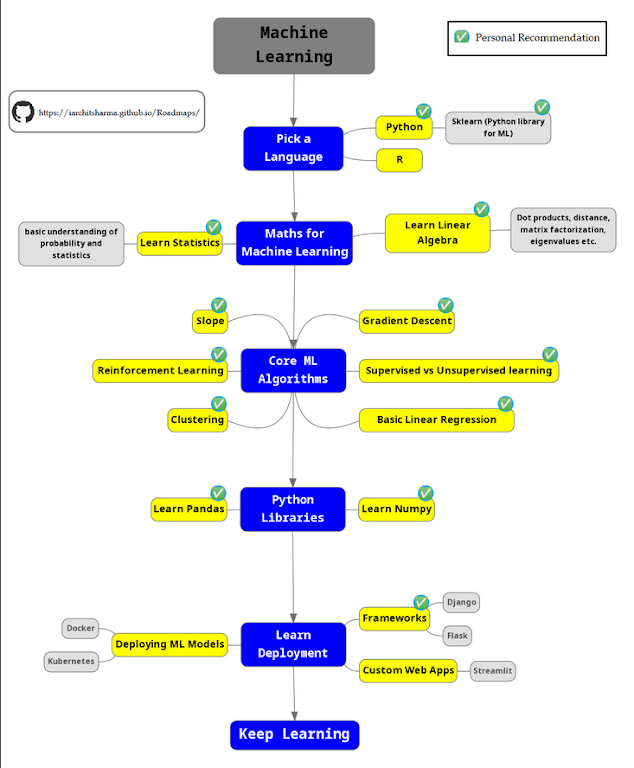 Machine
Learning
Personal Recommendation
https://iarchitsharma.github.io/Roadmaps/
Pick a
Language
Python
Sklearn (Python library
for ML)
R
Maths for
Machine Learning
Learn Statistics
basic understanding of
probability and
statistics
Learn Linear
Algebra
Dot products, distance,
matrix factorization,
eigenvalues etc.
Core ML
Algorithms
Slope
Reinforcement Learning
Clustering
Gradient Descent
Supervised vs Unsupervised learning
Basic Linear Regression
Python
Libraries
Learn Pandas
Learn Numpy
Learn
Deployment
Deploying ML Models
Docker
Kubernetes
Frameworks
Django
Flask
Custom Web Apps
Streamlit
Keep Learning